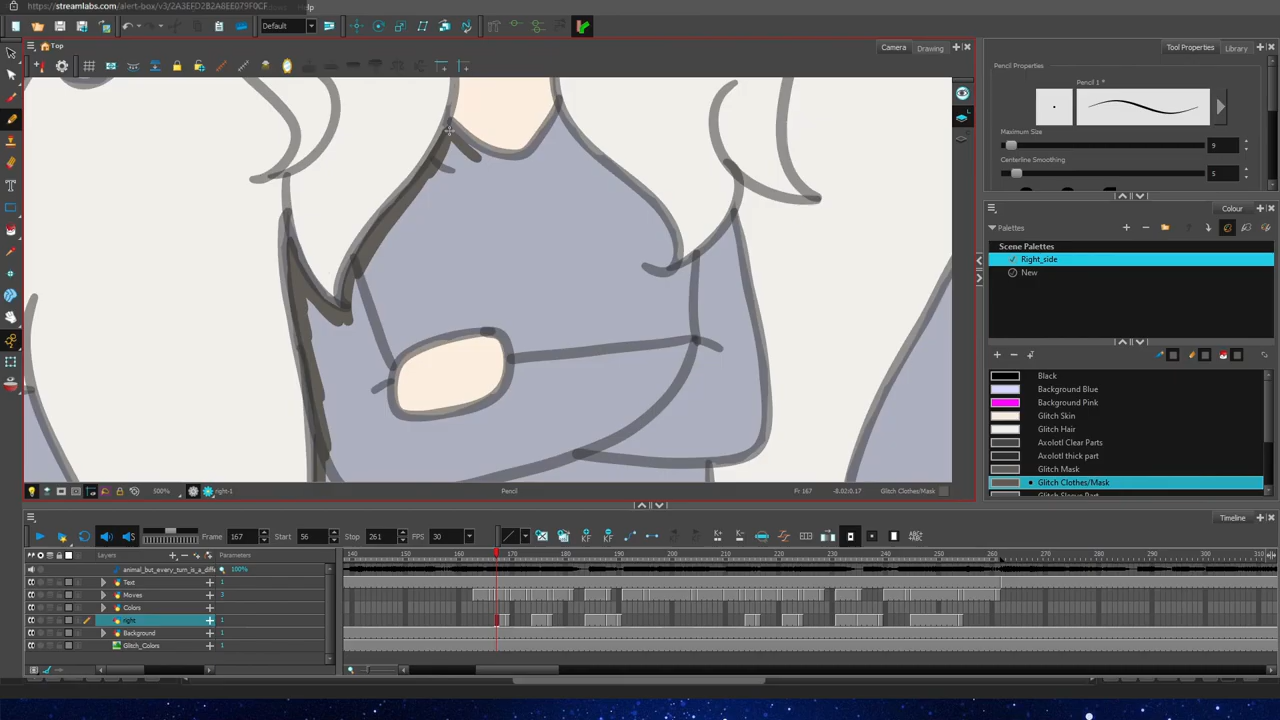 https://streamlabs.com/alert-box/v3/2A3EFD2B2A0579F0CF
lp
Default
Top
Camera
Drawing
Tool Properties
Library
Pencil Properties
Pencil 1 *
Maximum Size
9
Centerline Smoothing
5
Colour
Palettes
Scene Palettes
Right_side
New
Black
Background Blue
Background Pink
Glitch Skin
Glitch Hair
Axolotl Clear Parts
Axolotl thick part
Glitch Mask
Glitch Clothes/Mask
Glitch Sleeve Part
500%
right-1
Pencil
Fr 167
-8.02:0.17
Glitch Clothes/Mask
Timeline
Frame 167 Start 56 Stop 261 FPS 30
ABC
Layers
Parameters
140 150 160 170 180 190 200 210 220 230 240 250 260 270 280 290 300 310
animal_but_every_turn_is_a_diffe
100%
Text 1
Moves 3
Colors
right 1
Background 1
Glitch_Colors 1